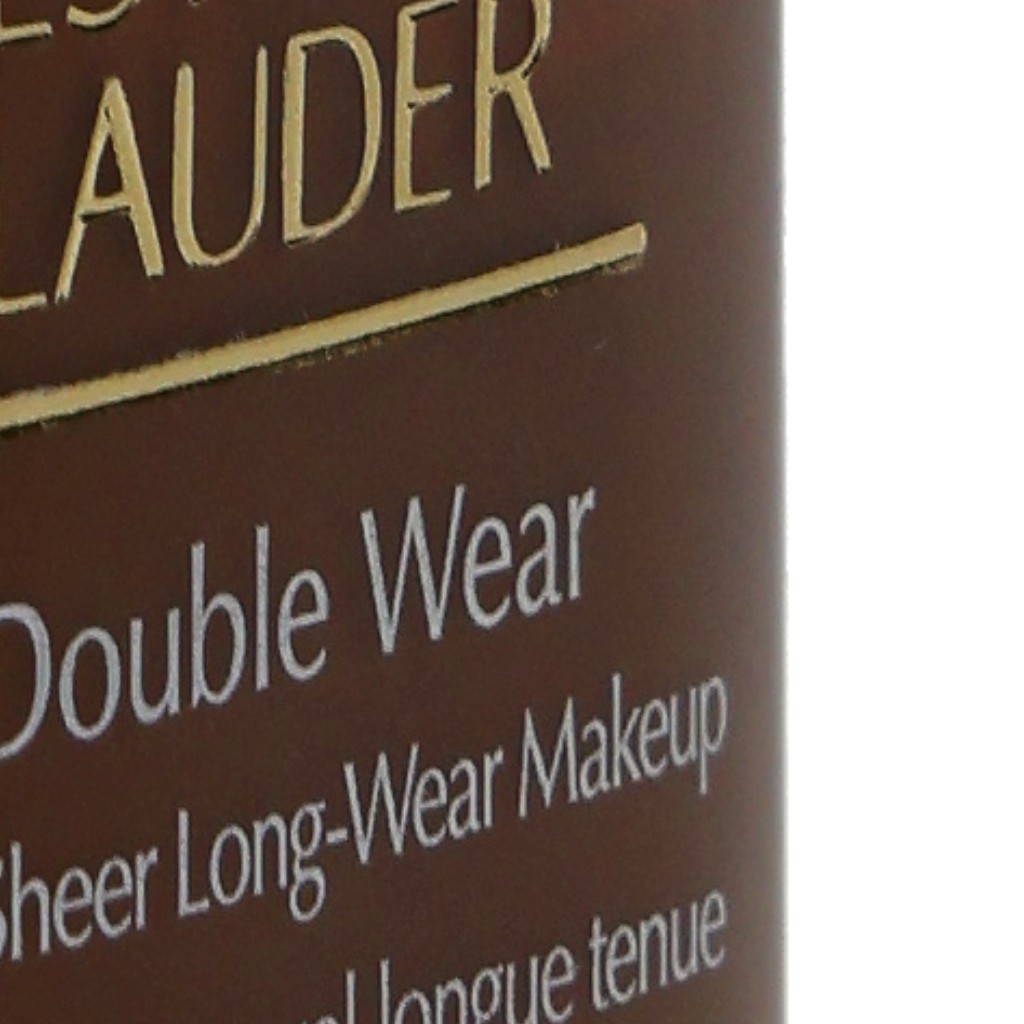 LAUDER
Double Wear
Sheer Long-Wear Makeup
longue tenue